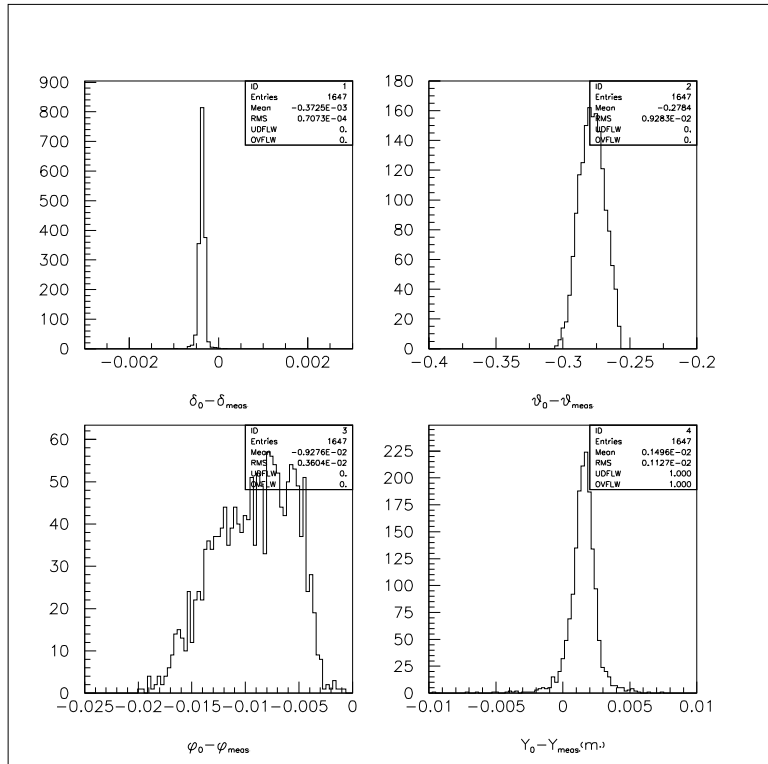 ID 1
Entries 1647
Mean -0.3725E-03
RMS 0.7073E-04
UDFLW 0.
OVFLW 0.
900
800
700
600
500
400
300
200
100
0
-0.002 0 0.002
δ₀-δmeas.
ID 2
Entries 1647
Mean -0.2784
RMS 0.9283E-02
UDFLW 0.
OVFLW 0.
180
160
140
120
100
80
60
40
20
0
-0.4 -0.35 -0.3 -0.25 -0.2
ϑ₀-ϑmeas.
ID 3
Entries 1647
Mean -0.9276E-02
RMS 0.3604E-02
UDFLW 0.
OVFLW 0.
60
50
40
30
20
10
0
-0.025 -0.02 -0.015 -0.01 -0.005 0
φ₀-φmeas.
ID 4
Entries 1647
Mean 0.1496E-02
RMS 0.1127E-02
UDFLW 1.000
OVFLW 1.000
225
200
175
150
125
100
75
50
25
0
-0.01 -0.005 0 0.005 0.01
Y₀-Ymeas.(m.)